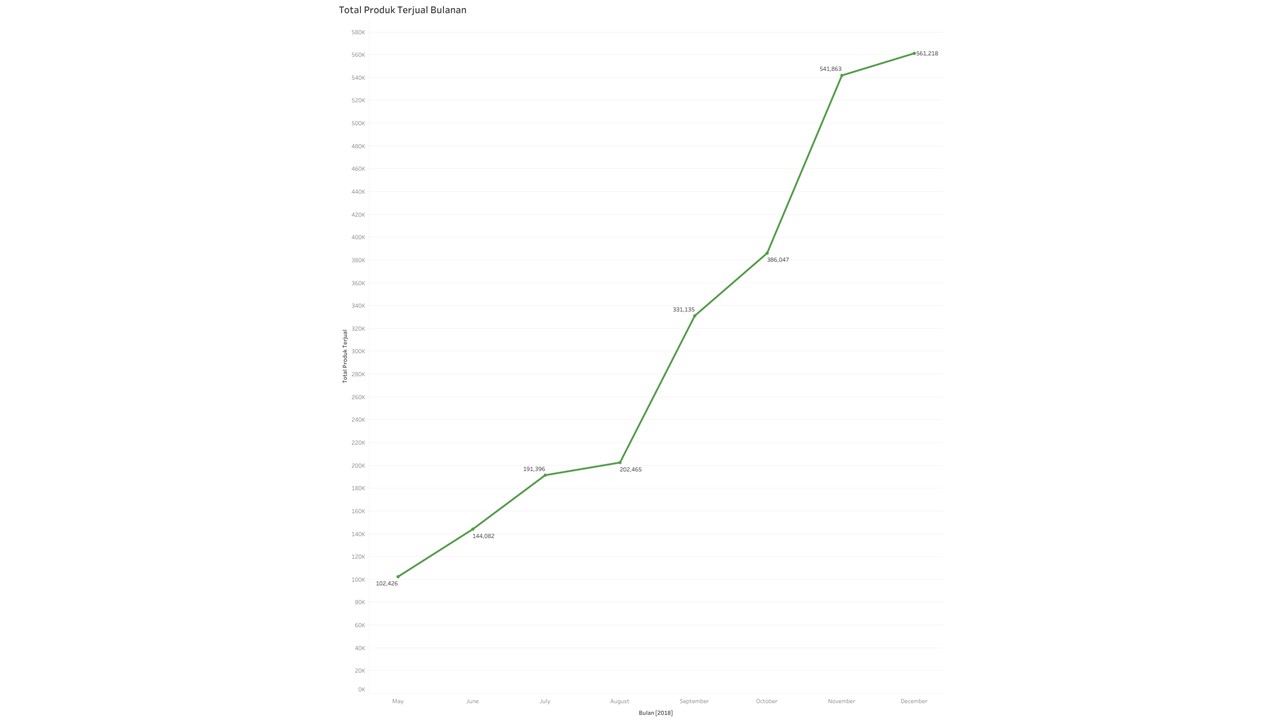 Total Produk Terjual Bulanan
580K
560K
540K
520K
500K
480K
460K
440K
420K
400K
380K
360K
340K
320K
300K
280K
260K
240K
220K
200K
180K
160K
140K
120K
100K
80K
60K
40K
20K
0K
Total Produk Terjual
102,426
144,082
191,396
202,465
331,135
386,047
541,863
561,218
May June July August September October November December
Bulan [2018]